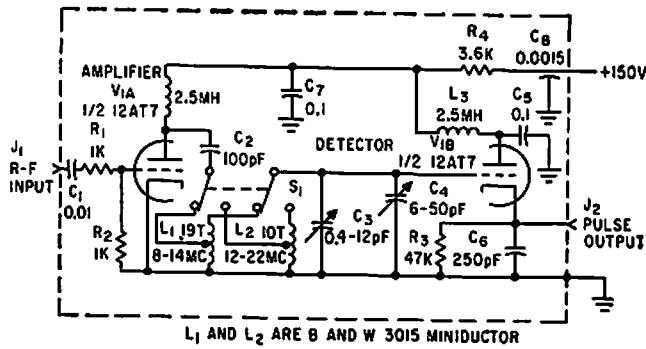 R4
3.6K
C8
0.0015
+150V
AMPLIFIER
V1A
1/2 12AT7
2.5MH
C7
0.1
L3
2.5MH
C5
0.1
J1
R-F
INPUT
R1
1K
C2
100pF
DETECTOR
V1B
1/2 12AT7
C1
0.01
S1
C4
6-50pF
J2
PULSE
OUTPUT
R2
1K
L1 19T
8-14MC
L2 10T
12-22MC
C3
0.4-12pF
R3
47K
C6
250pF
L1 AND L2 ARE B AND W 3015 MINIDUCTOR